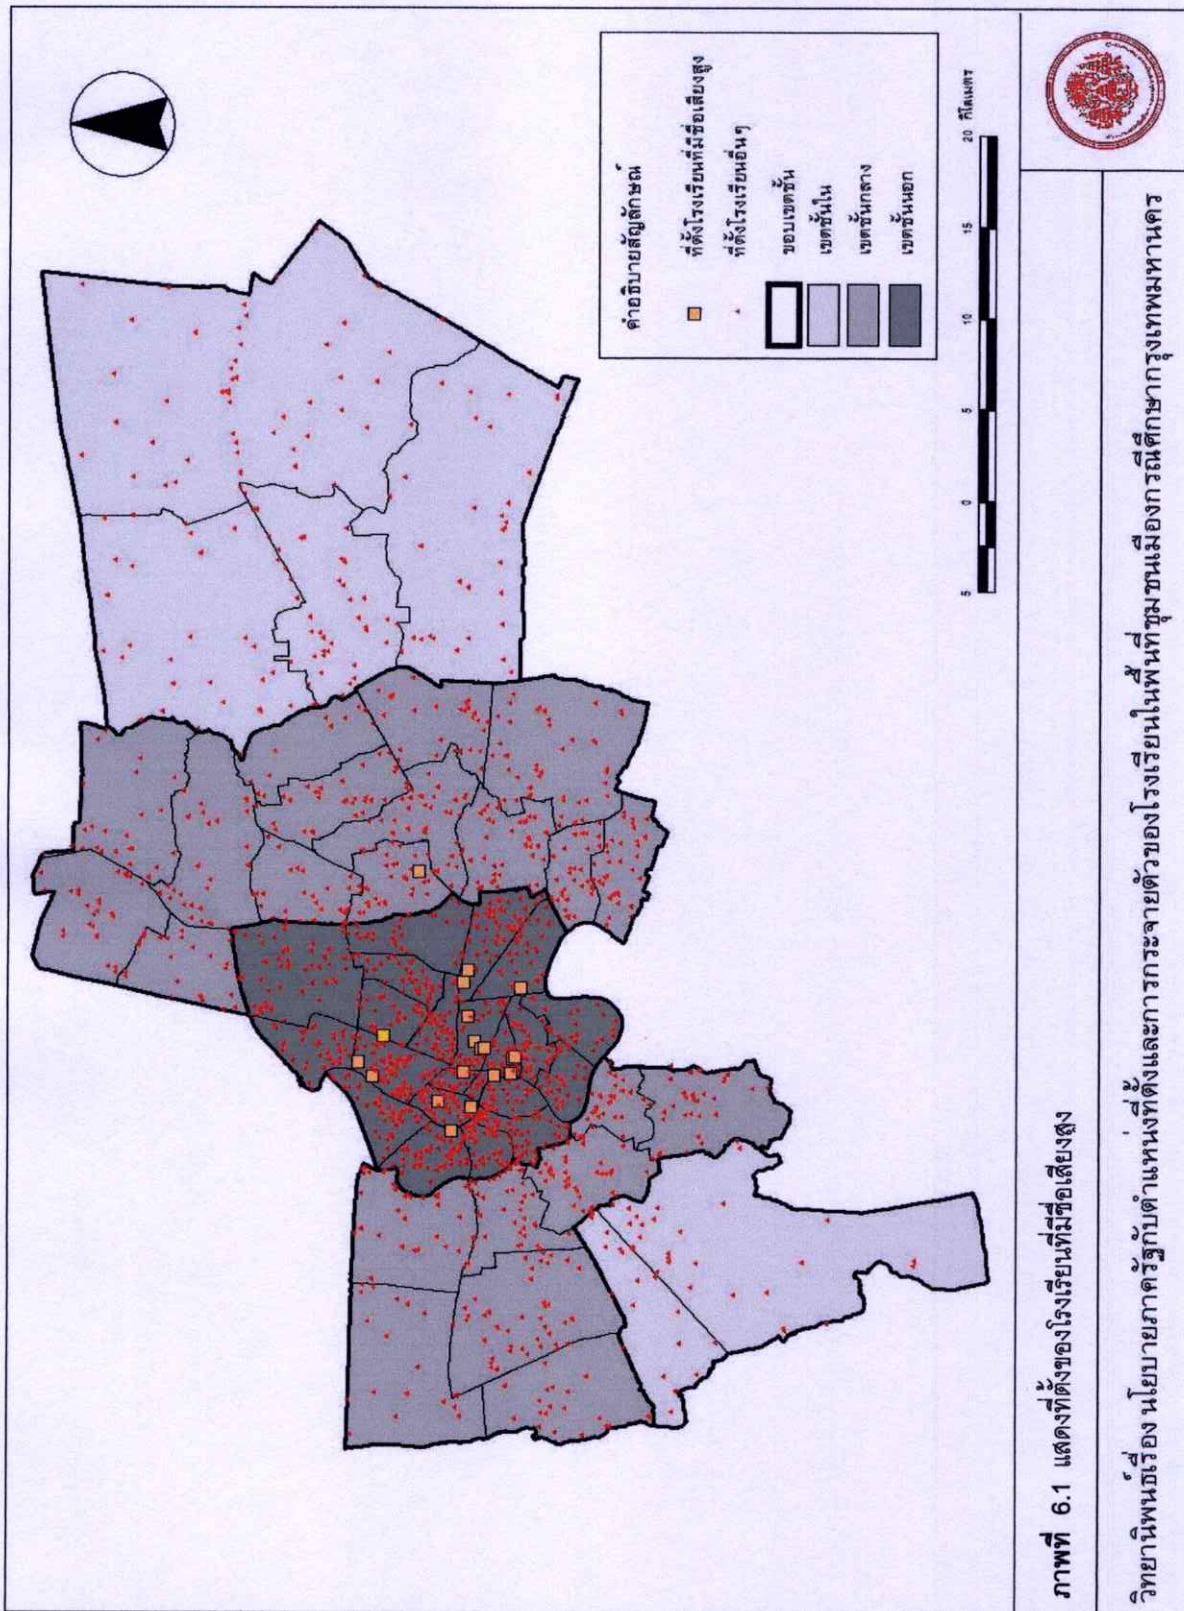 คำอธิบายสัญลักษณ์
ที่ตั้งโรงเรียนที่มีชื่อเสียงสูง
ที่ตั้งโรงเรียนอื่นๆ
ขอบเขตชั้น
เขตชั้นใน
เขตชั้นกลาง
เขตชั้นนอก
5 0 5 10 15 20 กิโลเมตร
ภาพที่ 6.1 แสดงที่ตั้งของโรงเรียนที่มีชื่อเสียงสูง
วิทยานิพนธ์เรื่อง นโยบายภาครัฐกับตำแหน่งที่ตั้งและการกระจายตัวของโรงเรียนในพื้นที่ชุมชนเมืองกรณีศึกษากรุงเทพมหานคร